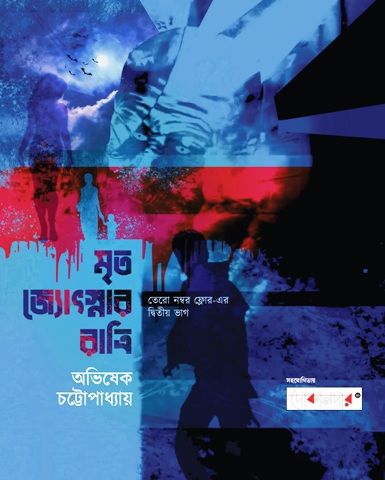 মৃত
জ্যোৎস্নার
রাত্রি
তেরো নম্বর ফ্লোর-এর
দ্বিতীয় ভাগ
অভিষেক
চট্টোপাধ্যায়
সহযোগিতায়